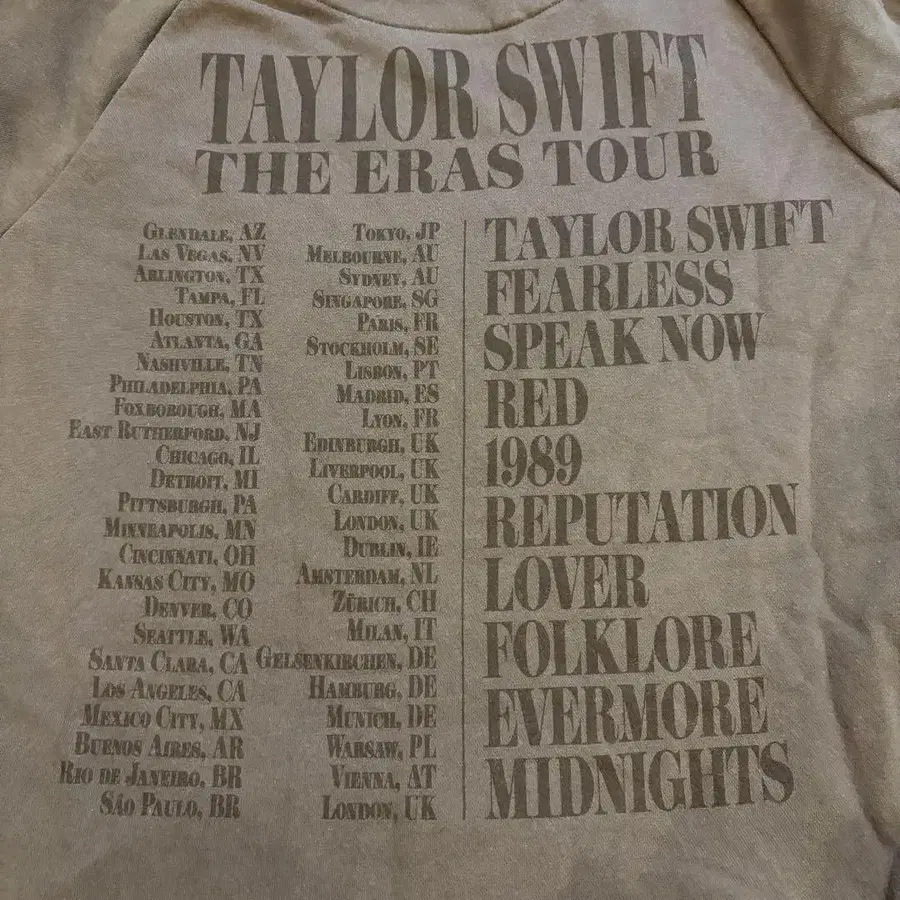 TAYLOR SWIFT
THE ERAS TOUR
GLENDALE, AZ
LAS VEGAS, NV
ARLINGTON, TX
TAMPA, FL
HOUSTON, TX
ATLANTA, GA
NASHVILLE, TN
PHILADELPHIA, PA
FOXBOROUGH, MA
EAST RUTHERFORD, NJ
CHICAGO, IL
DETROIT, MI
PITTSBURGH, PA
MINNEAPOLIS, MN
CINCINNATI, OH
KANSAS CITY, MO
DENVER, CO
SEATTLE, WA
SANTA CLARA, CA
LOS ANGELES, CA
MEXICO CITY, MX
BUENOS AIRES, AR
RIO DE JANEIRO, BR
SÃO PAULO, BR
TOKYO, JP
MELBOURNE, AU
SYDNEY, AU
SINGAPORE, SG
PARIS, FR
STOCKHOLM, SE
LISBON, PT
MADRID, ES
LYON, FR
EDINBURGH, UK
LIVERPOOL, UK
CARDIFF, UK
LONDON, UK
DUBLIN, IE
AMSTERDAM, NL
ZÜRICH, CH
MILAN, IT
GELSENKIRCHEN, DE
HAMBURG, DE
MUNICH, DE
WARSAW, PL
VIENNA, AT
LONDON, UK
TAYLOR SWIFT
FEARLESS
SPEAK NOW
RED
1989
REPUTATION
LOVER
FOLKLORE
EVERMORE
MIDNIGHTS